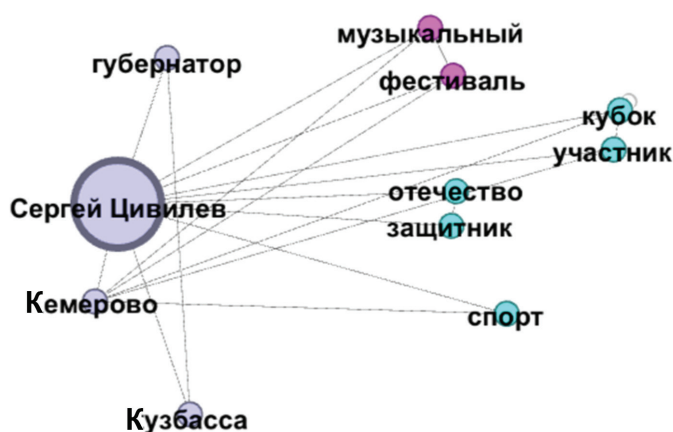 музыкальный
губернатор
фестиваль
кубок
участник
отечество
Сергей Цивилев
защитник
Кемерово
спорт
Кузбасса